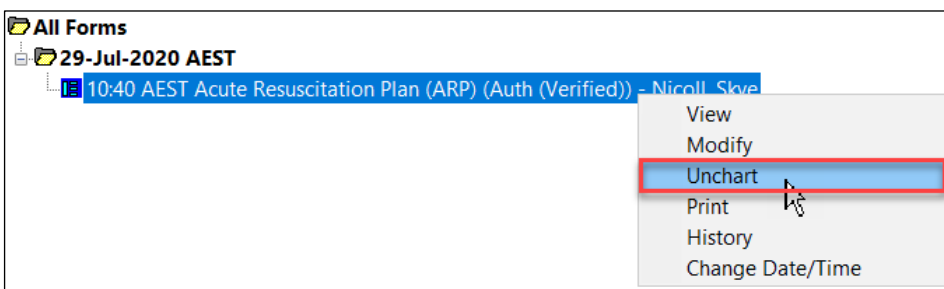 All Forms
29-Jul-2020 AEST
10:40 AEST Acute Resuscitation Plan (ARP) (Auth (Verified)) - Nicoll, Skye
View
Modify
Unchart
Print
History
Change Date/Time